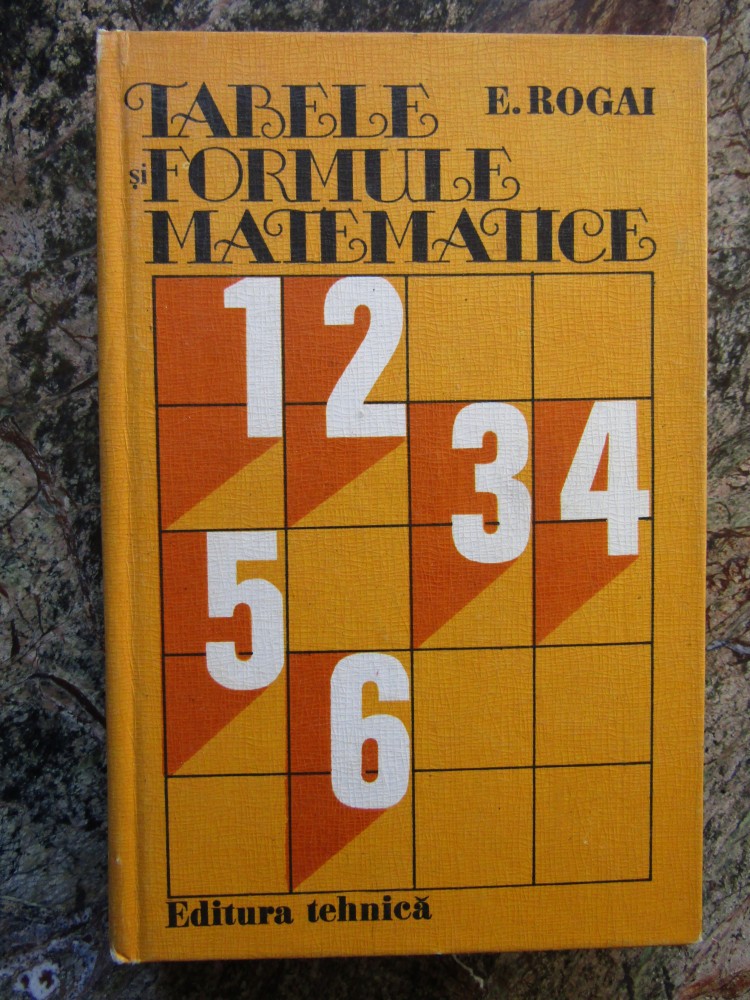 TABELE
E. ROGAI
și FORMULE
MATEMATICE
1 2
3 4
5
6
Editura tehnică